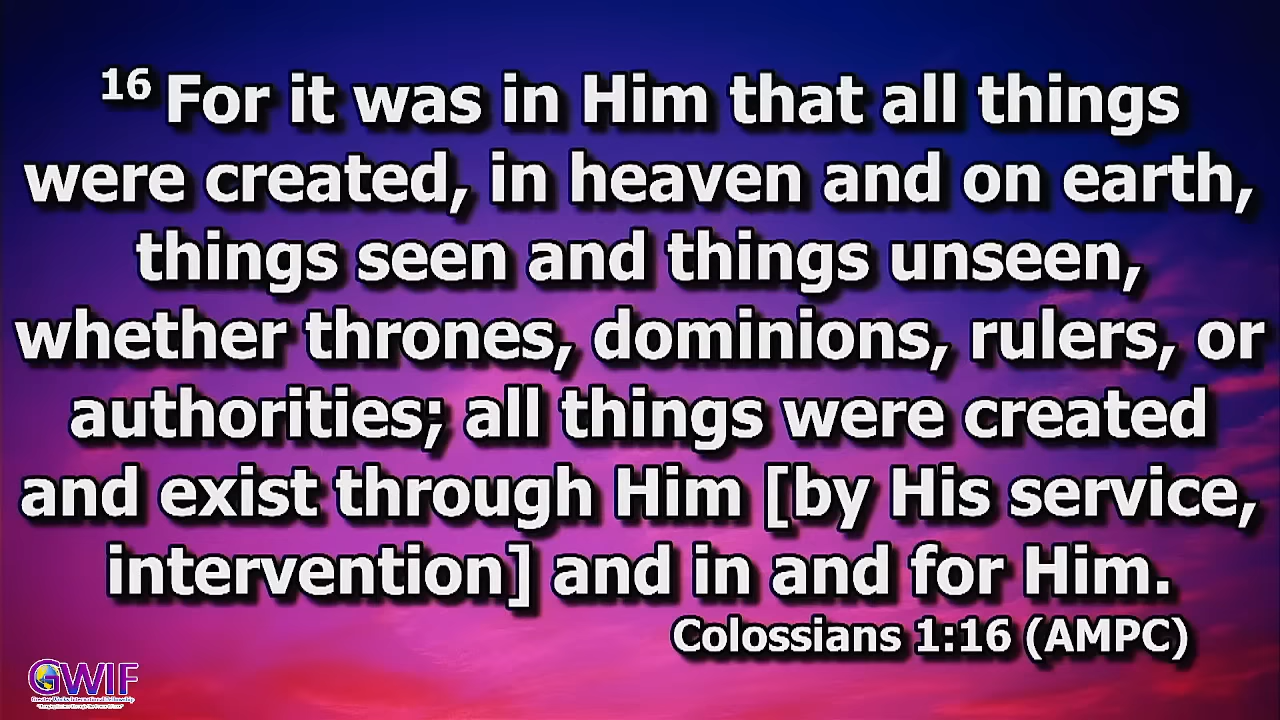 16 For it was in Him that all things
were created, in heaven and on earth,
things seen and things unseen,
whether thrones, dominions, rulers, or
authorities; all things were created
and exist through Him [by His service,
intervention] and in and for Him.
Colossians 1:16 (AMPC)
GWIF